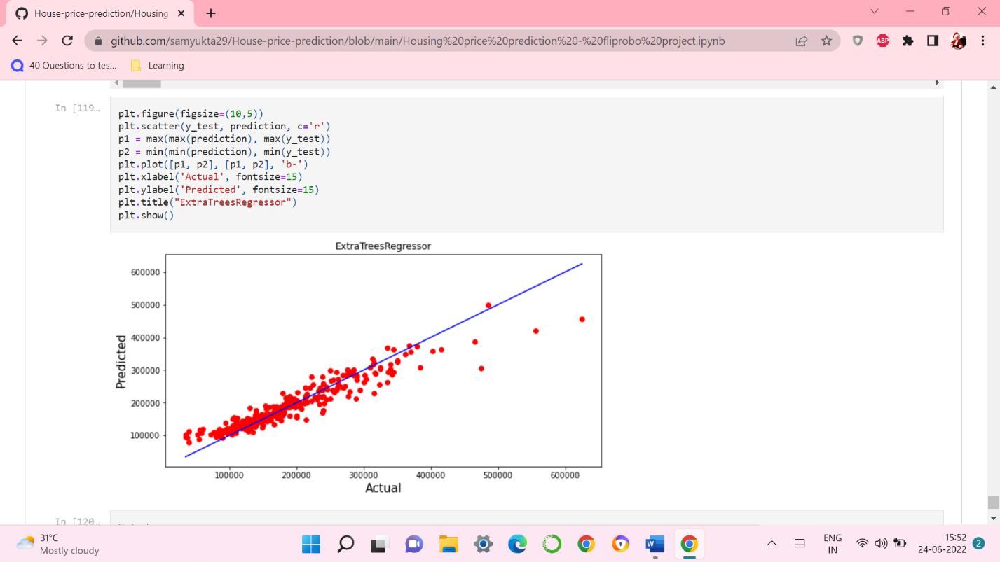 House-price-prediction/Housing
github.com/samyukta29/House-price-prediction/blob/main/Housing%20price%20prediction%20-%20fliprobo%20project.ipynb
ABP
40 Questions to tes...
Learning
In [119...
plt.figure(figsize=(10,5))
plt.scatter(y_test, prediction, c='r')
p1 = max(max(prediction), max(y_test))
p2 = min(min(prediction), min(y_test))
plt.plot([p1, p2], [p1, p2], 'b-')
plt.xlabel('Actual', fontsize=15)
plt.ylabel('Predicted', fontsize=15)
plt.title("ExtraTreesRegressor")
plt.show()
ExtraTreesRegressor
600000
500000
400000
300000
200000
100000
Predicted
100000 200000 300000 400000 500000 600000
Actual
In [120...
31°C
Mostly cloudy
W
ENG
IN
15:52
24-06-2022
2